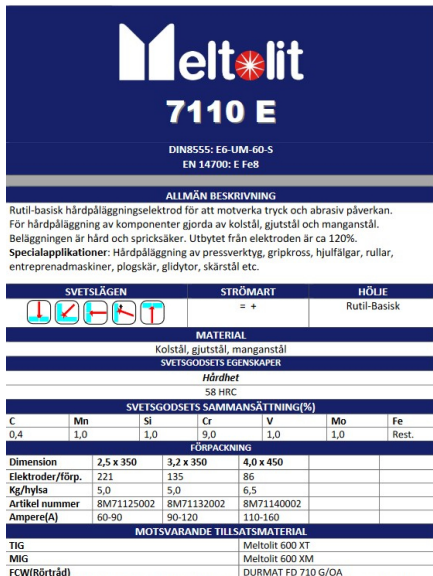 Meltolit
7110 E
DIN8555: E6-UM-60-S
EN 14700: E Fe8
ALLMÄN BESKRIVNING
Rutil-basisk hårdpåläggningselektrod för att motverka tryck och abrasiv påverkan.
För hårdpåläggning av komponenter gjorda av kolstål, gjutstål och manganstål.
Beläggningen är hård och spricksäker. Utbytet från elektroden är ca 120%.
Specialapplikationer: Hårdpåläggning av pressverktyg, gripkross, hjulfälgar, rullar,
entreprenadmaskiner, plogskär, glidytor, skärstål etc.
SVETSLÄGEN STRÖMART HÖLJE
= + Rutil-Basisk
MATERIAL
Kolstål, gjutstål, manganstål
SVETSGODSETS EGENSKAPER
Hårdhet
58 HRC
SVETSGODSETS SAMMANSÄTTNING(%)
C Mn Si Cr V Mo Fe
0,4 1,0 1,0 9,0 1,0 1,0 Rest.
FÖRPACKNING
Dimension 2,5 x 350 3,2 x 350 4,0 x 450
Elektroder/förp. 221 135 86
Kg/hylsa 5,0 5,0 6,5
Artikel nummer 8M71125002 8M71132002 8M71140002
Ampere(A) 60-90 90-120 110-160
MOTSVARANDE TILLSATSMATERIAL
TIG Meltolit 600 XT
MIG Meltolit 600 XM
FCW(Rörtråd) DURMAT FD 710 G/OA